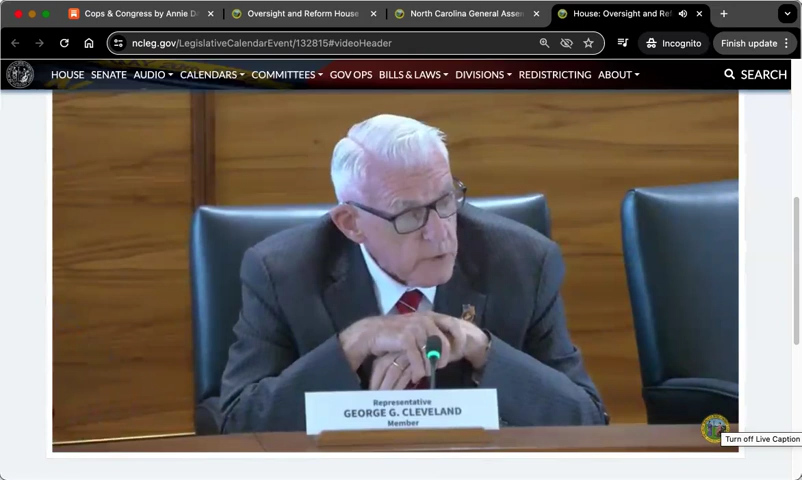 Cops & Congress by Annie D
Oversight and Reform House
North Carolina General Assem
House: Oversight and Ref
ncleg.gov/LegislativeCalendarEvent/132815#videoHeader
Incognito
Finish update
HOUSE SENATE AUDIO CALENDARS COMMITTEES GOV OPS BILLS & LAWS DIVISIONS REDISTRICTING ABOUT SEARCH
Representative
GEORGE G. CLEVELAND
Member
Turn off Live Caption